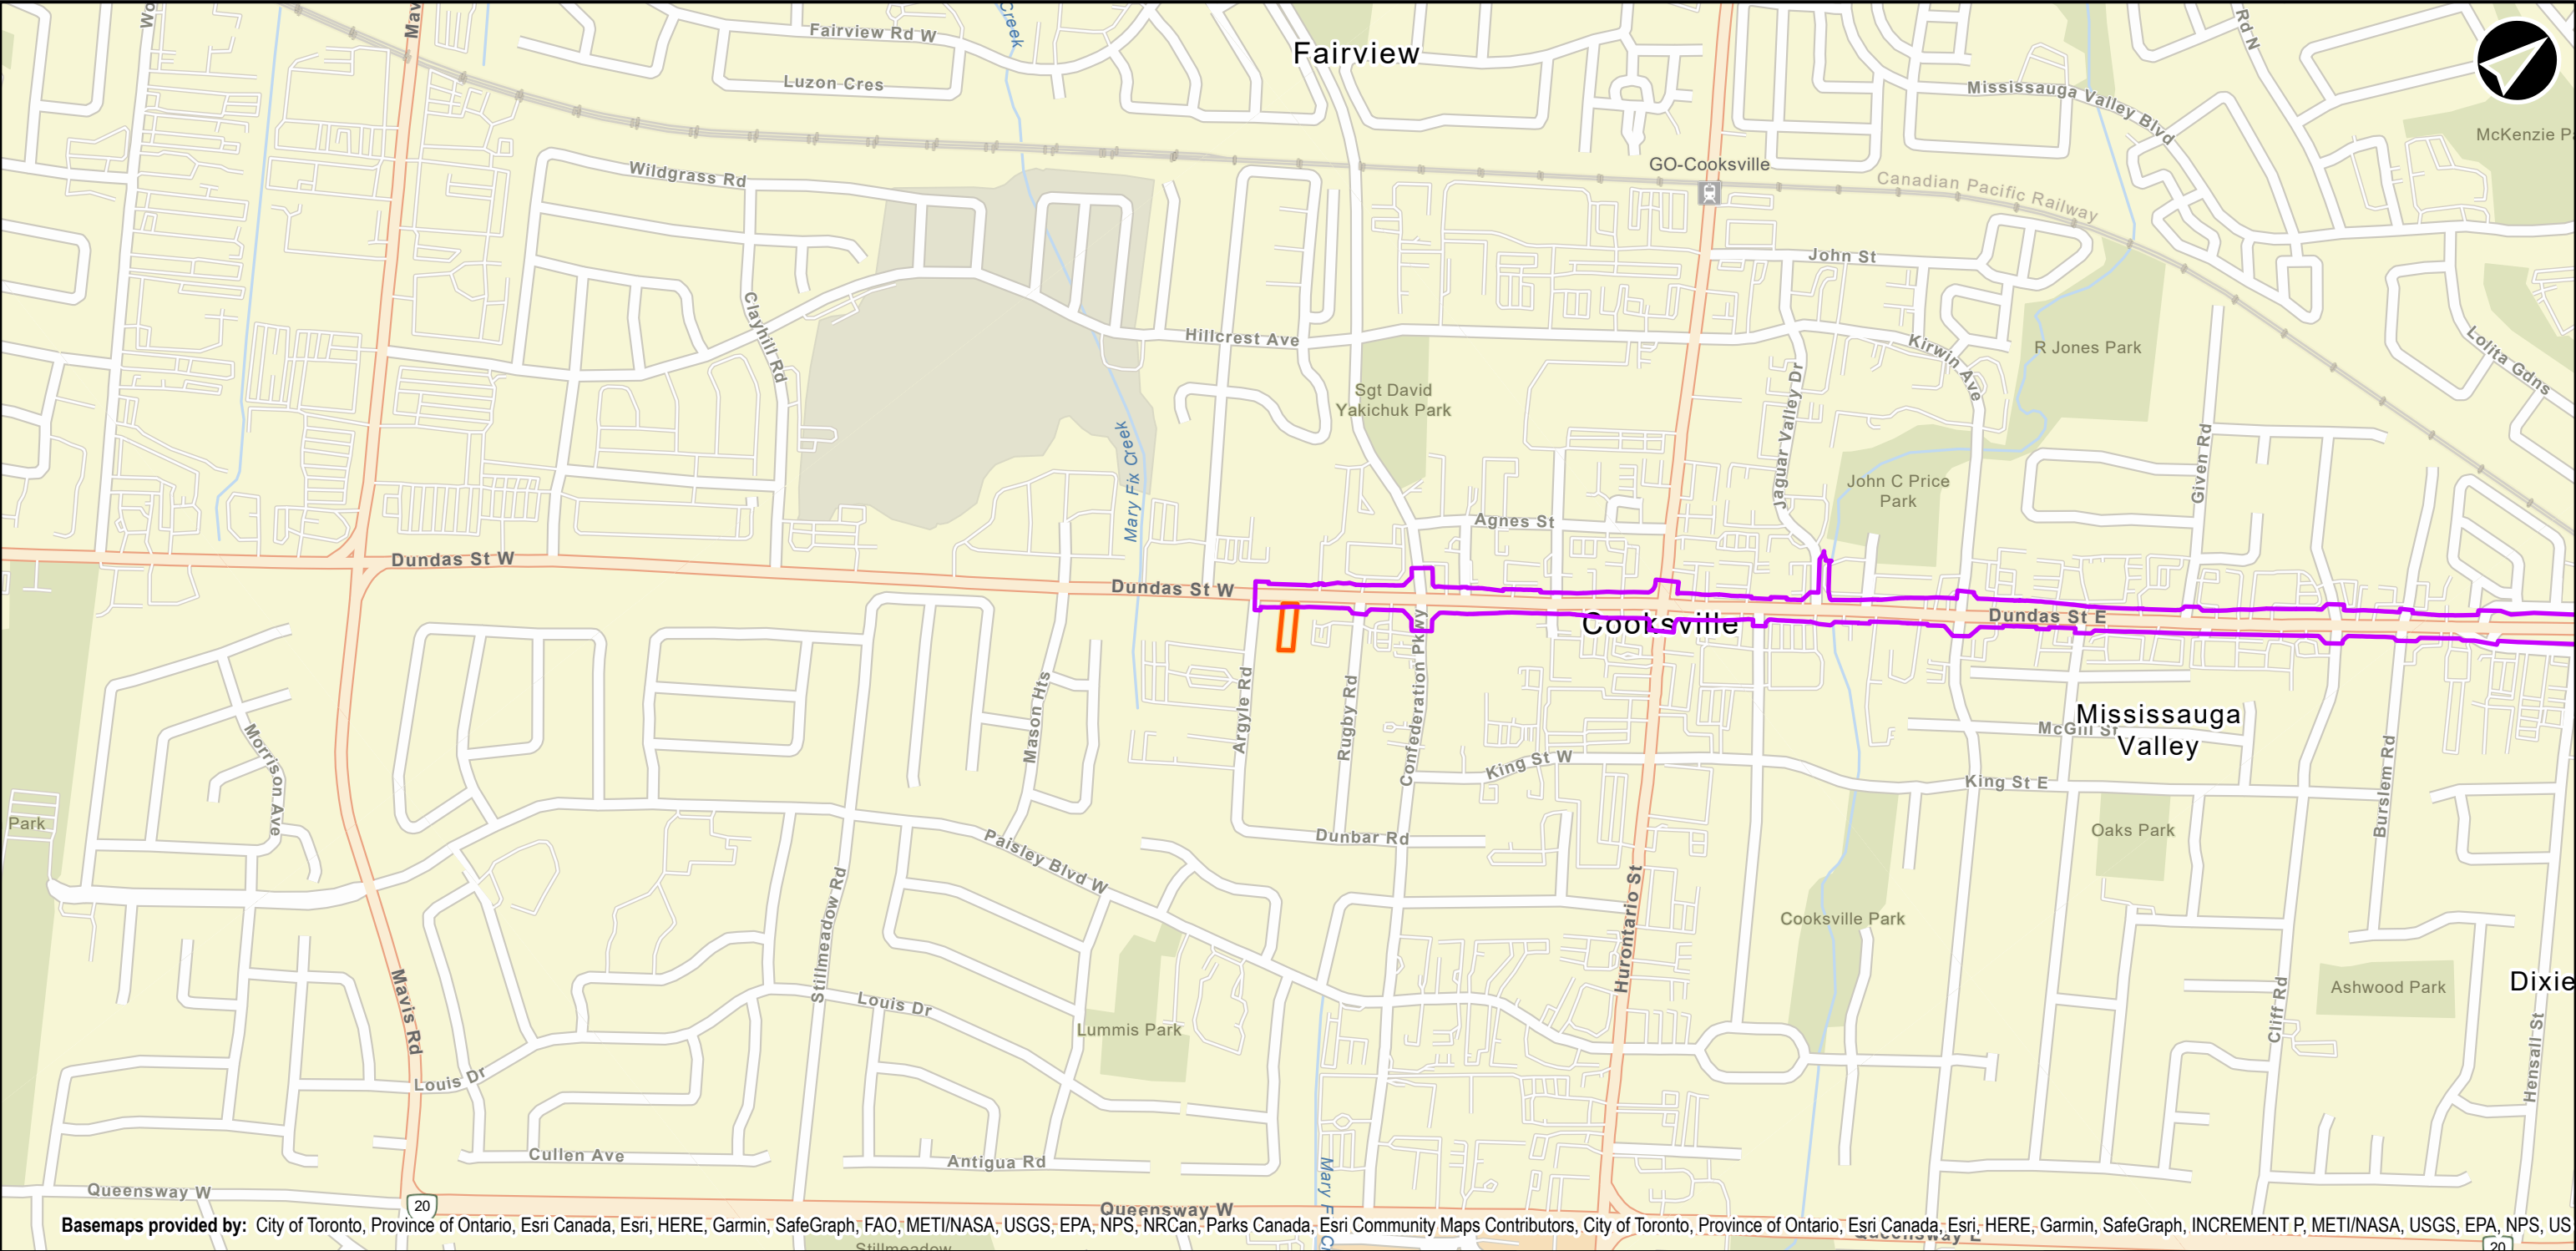 Wo
Mav
Fairview Rd W
Creek
Fairview
Rd N
Luzon Cres
Mississauga Valley Blvd
McKenzie P
GO-Cooksville
Wildgrass Rd
Canadian Pacific Railway
John St
Clayhill Rd
Hillcrest Ave
Kirwin Ave
R Jones Park
Lolita Gdns
Sgt David
Yakichuk Park
Jaguar Valley Dr
Mary Fix Creek
Given Rd
John C Price
Park
Agnes St
Dundas St W
Dundas St W
Cooksville
Dundas St E
Argyle Rd
Rugby Rd
Confederation Pkwy
Mason Hts
Morrison Ave
Mississauga
Valley
McGill St
King St W
King St E
Burslem Rd
Park
Oaks Park
Dunbar Rd
Paisley Blvd W
Stillmeadow Rd
Hurontario St
Cooksville Park
Mavis Rd
Louis Dr
Lummis Park
Cliff Rd
Ashwood Park
Dixie
Hensall St
Louis Dr
Cullen Ave
Antigua Rd
Mary F
Cr
Queensway W
20
Queensway W
Basemaps provided by: City of Toronto, Province of Ontario, Esri Canada, Esri, HERE, Garmin, SafeGraph, FAO, METI/NASA, USGS, EPA, NPS, NRCan, Parks Canada, Esri Community Maps Contributors, City of Toronto, Province of Ontario, Esri Canada, Esri, HERE, Garmin, SafeGraph, INCREMENT P, METI/NASA, USGS, EPA, NPS, US
Queensway E
20
Stillmeadow